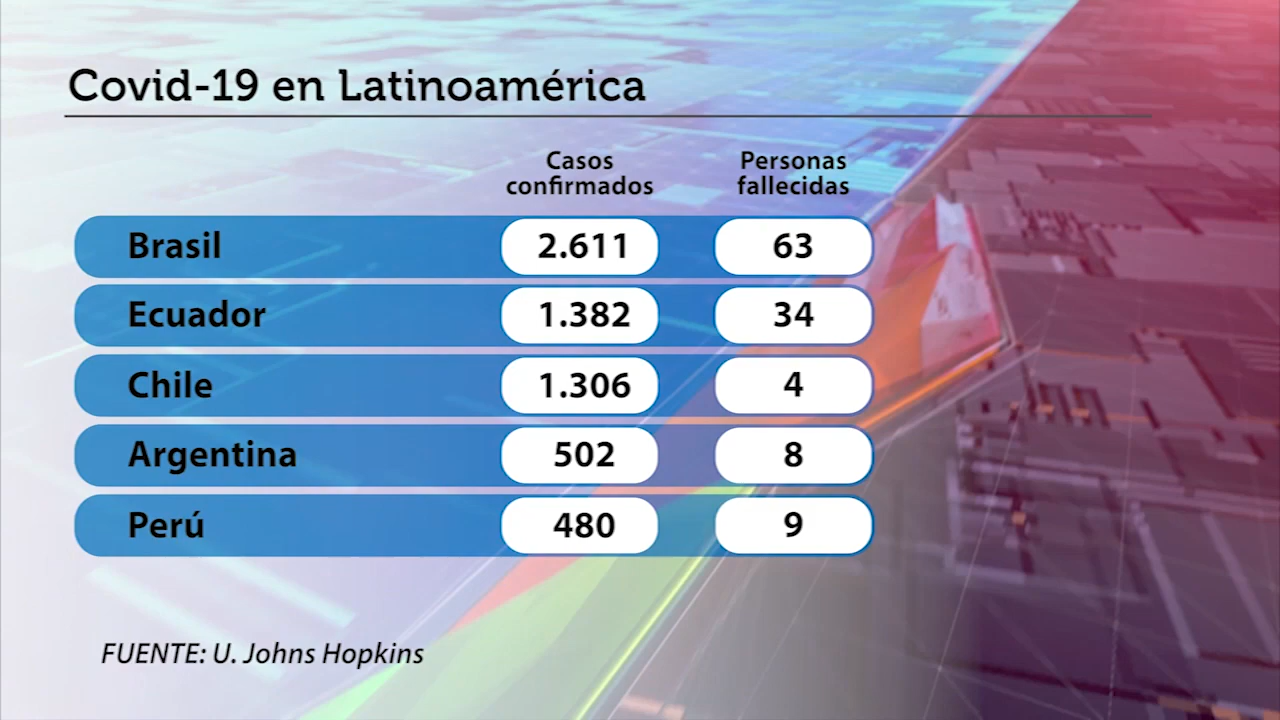 Covid-19 en Latinoamérica
Casos confirmados
Personas fallecidas
Brasil 2.611 63
Ecuador 1.382 34
Chile 1.306 4
Argentina 502 8
Perú 480 9
FUENTE: U. Johns Hopkins